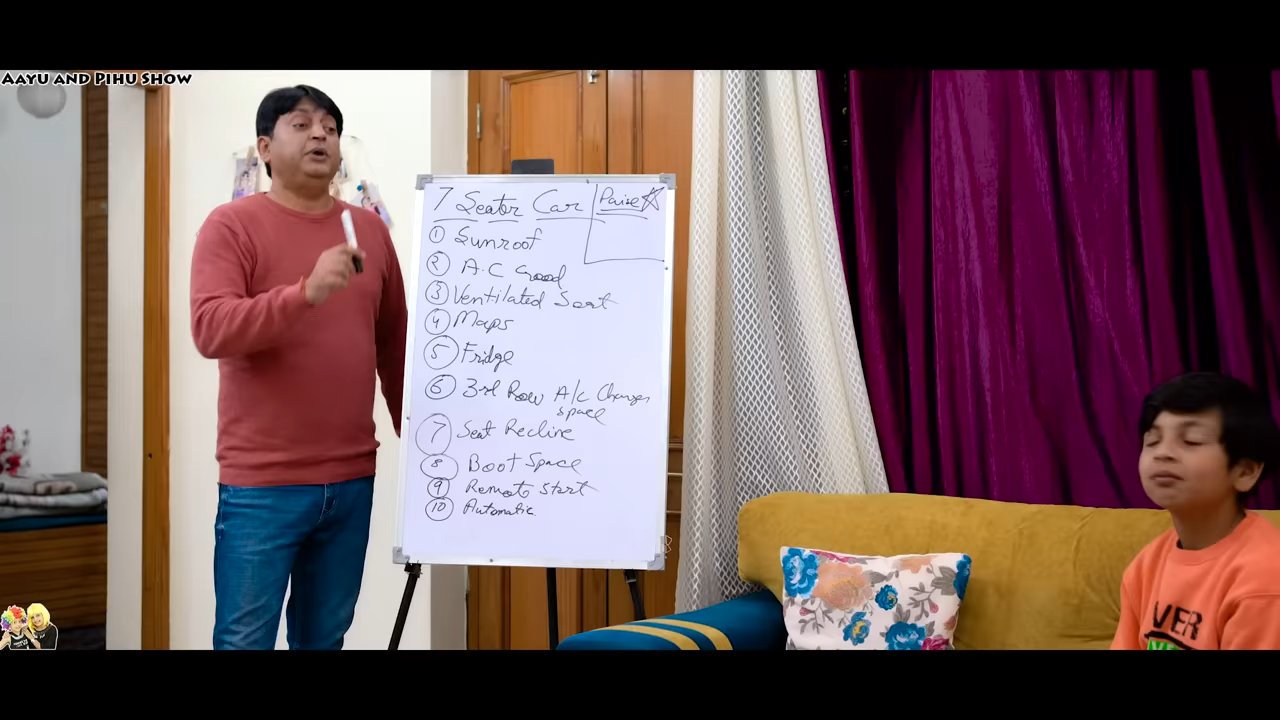 AAYU AND PIHU SHOW
7 Seater Car
Paise
① Sunroof
② A.C Good
③ Ventilated Seat
④ Maps
⑤ Fridge
⑥ 3rd Row A/C Charger
Space
⑦ Seat Recline
⑧ Boot Space
⑨ Remote Start
⑩ Automatic
VER